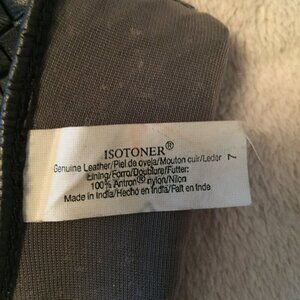 ISOTONER®
Genuine Leather/Piel de oveja/Mouton cuir/Leder
Lining/Forro/Doublure/Futter:
100% Antron® nylon/Nilon
Made in India/Hecho en India/Fait en Inde
7